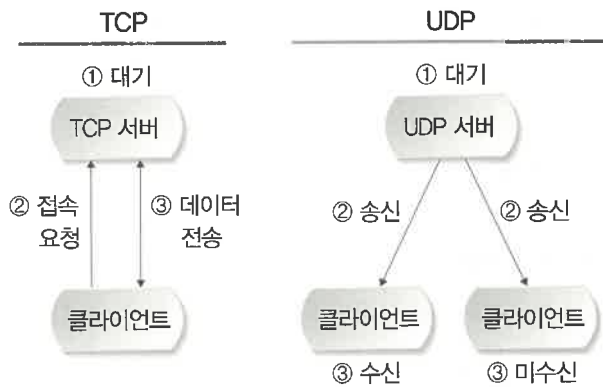 TCP
① 대기
TCP 서버
② 접속
요청
③ 데이터
전송
클라이언트
UDP
① 대기
UDP 서버
② 송신
② 송신
클라이언트
클라이언트
③ 수신
③ 미수신